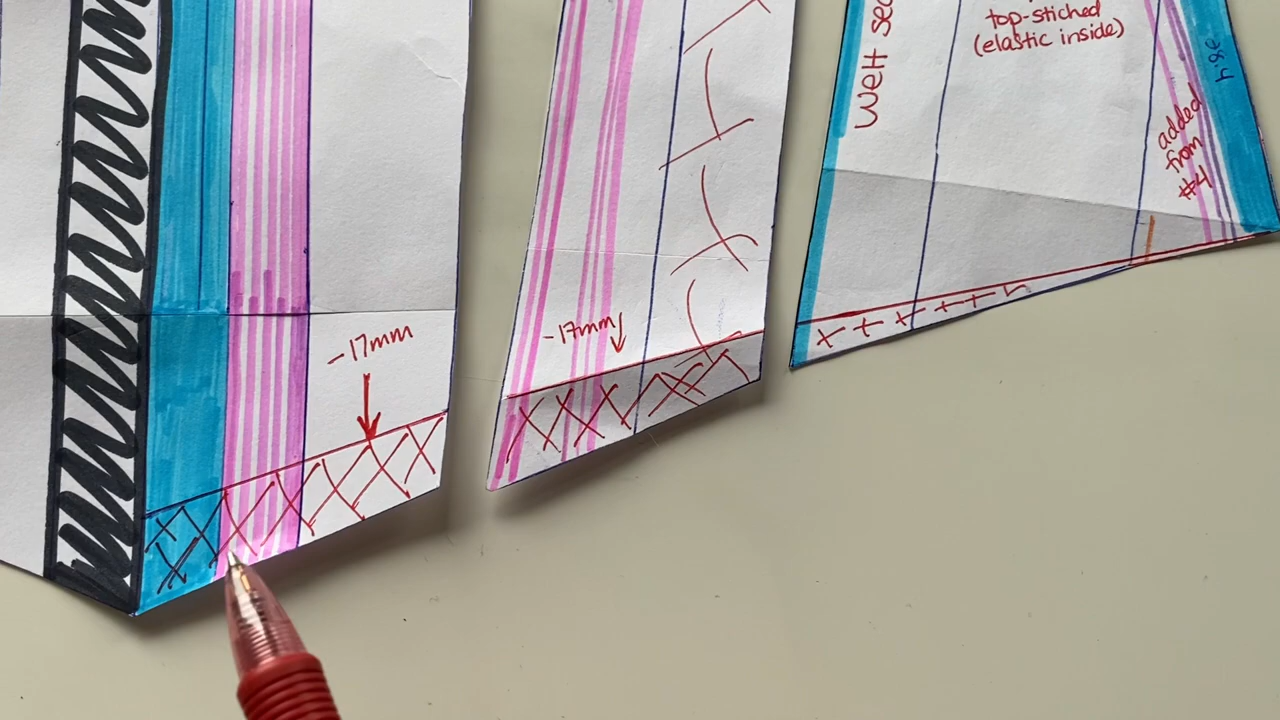 -17mm
-17mm
Welt
top-stiched
(elastic inside)
added
from
#4